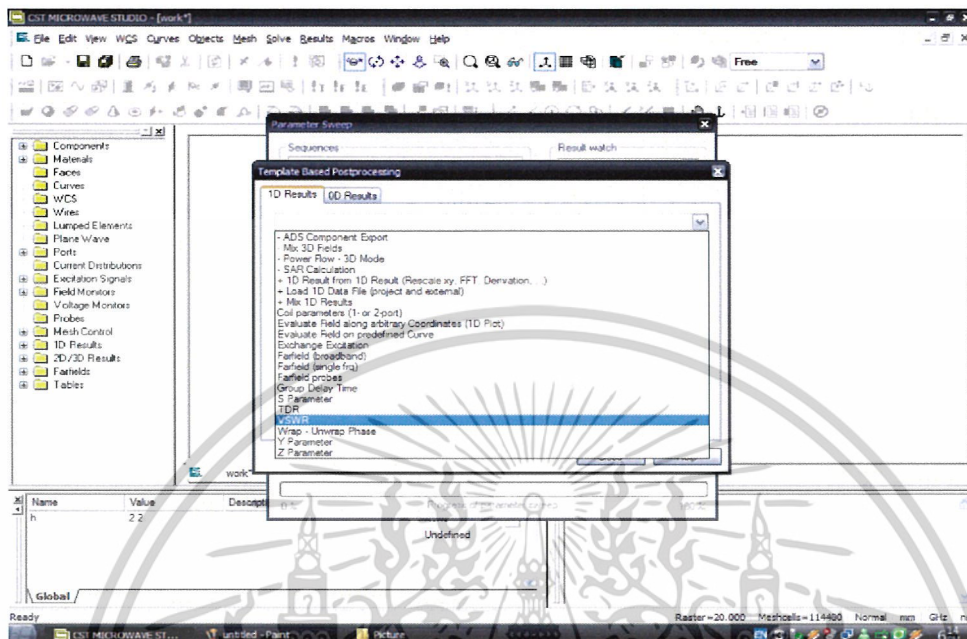 CST MICROWAVE STUDIO - [work*]
File Edit View WCS Curves Objects Mesh Solve Results Macros Window Help
Free
Parameter Sweep
Sequences
Result watch
Template Based Postprocessing
1D Results
0D Results
- ADS Component Export
- Mix 3D Fields
- Power Flow - 3D Mode
- SAR Calculation
+ 1D Result from 1D Result (Rescale xy, FFT, Derivation, ...)
+ Load 1D Data File (project and external)
+ Mix 1D Results
Coil parameters (1- or 2-port)
Evaluate Field along arbitrary Coordinates (1D Plot)
Evaluate Field on predefined Curve
Exchange Excitation
Farfield (broadband)
Farfield (single frq)
Farfield probes
Group Delay Time
S Parameter
TDR
VSWR
Wrap - Unwrap Phase
Y Parameter
Z Parameter
Components
Materials
Faces
Curves
WCS
Wires
Lumped Elements
Plane Wave
Ports
Current Distributions
Excitation Signals
Field Monitors
Voltage Monitors
Probes
Mesh Control
1D Results
2D/3D Results
Farfields
Tables
work*
Name Value
h 2.2
0 %
Progress of parameter sweep
100 %
Undefined
Global
Ready
Raster=20.000 Meshcells=114480 Normal mm GHz
CST MICROWAVE ST...
untitled - Paint
Picture
EN